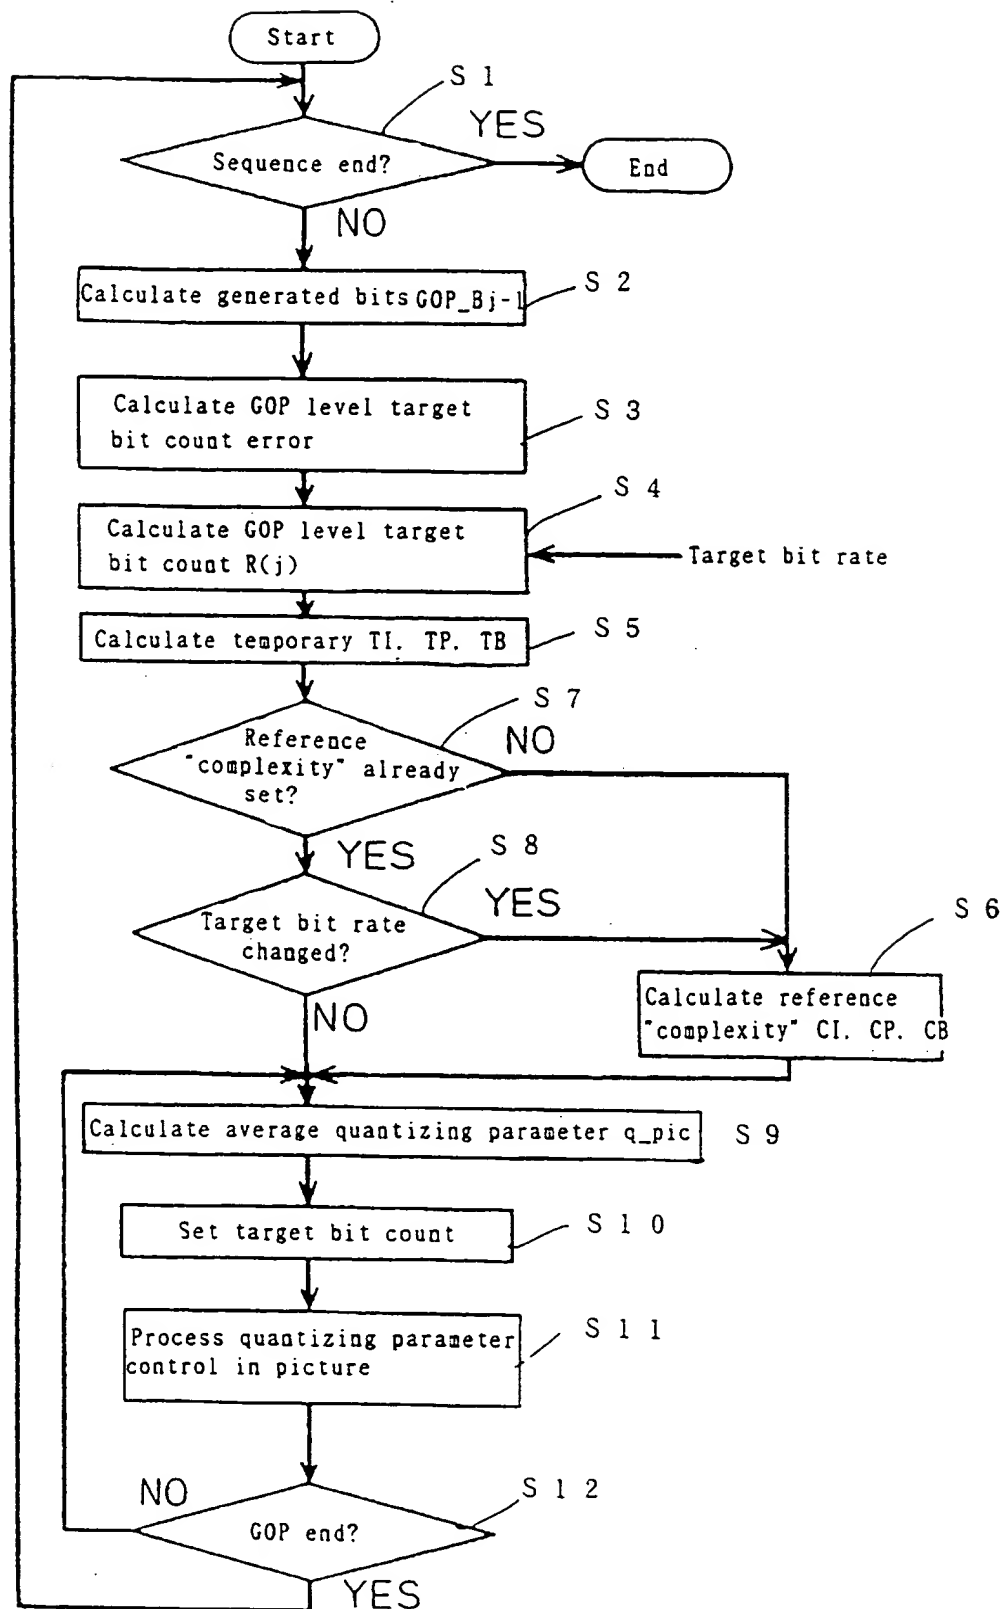 Start
S 1
YES
Sequence end?
End
NO
S 2
Calculate generated bits GOP_Bj-1
Calculate GOP level target
bit count error
S 3
S 4
Calculate GOP level target
bit count R(j)
Target bit rate
S 5
Calculate temporary TI. TP. TB
S 7
NO
Reference
"complexity" already
set?
YES
S 8
YES
Target bit rate
changed?
S 6
NO
Calculate reference
"complexity" CI. CP. CB
Calculate average quantizing parameter q_pic
S 9
Set target bit count
S 1 0
Process quantizing parameter
control in picture
S 1 1
NO
S 1 2
GOP end?
YES